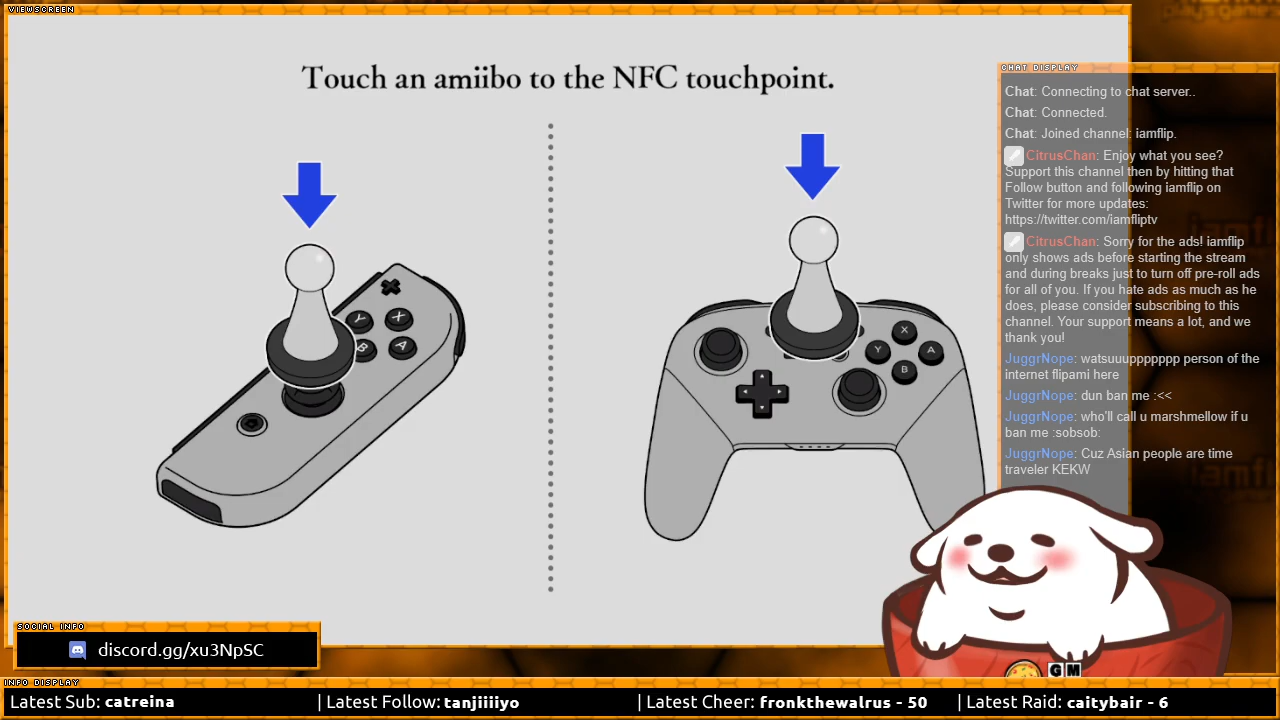 VIEWSCREEN
Touch an amiibo to the NFC touchpoint.
Y
X
B
A
X
Y
A
B
CHAT DISPLAY
Chat: Connecting to chat server..
Chat: Connected.
Chat: Joined channel: iamflip.
CitrusChan: Enjoy what you see?
Support this channel then by hitting that
Follow button and following iamflip on
Twitter for more updates:
https://twitter.com/iamfliptv
CitrusChan: Sorry for the ads! iamflip
only shows ads before starting the stream
and during breaks just to turn off pre-roll ads
for all of you. If you hate ads as much as he
does, please consider subscribing to this
channel. Your support means a lot, and we
thank you!
JuggrNope: watsuuupppppp person of the
internet flipami here
JuggrNope: dun ban me :<<
JuggrNope: who'll call u marshmellow if u
ban me :sobsob:
JuggrNope: Cuz Asian people are time
traveler KEKW
GM
SOCIAL INFO
discord.gg/xu3NpSC
INFO DISPLAY
Latest Sub: catreina | Latest Follow: tanjiiiiyo | Latest Cheer: fronkthewalrus - 50 | Latest Raid: caitybair - 6